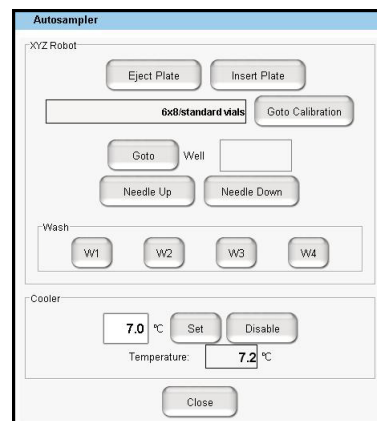 Autosampler
XYZ Robot
Eject Plate Insert Plate
6x8/standard vials Goto Calibration
Goto Well
Needle Up Needle Down
Wash
W1 W2 W3 W4
Cooler
7.0 °C Set Disable
Temperature: 7.2 °C
Close